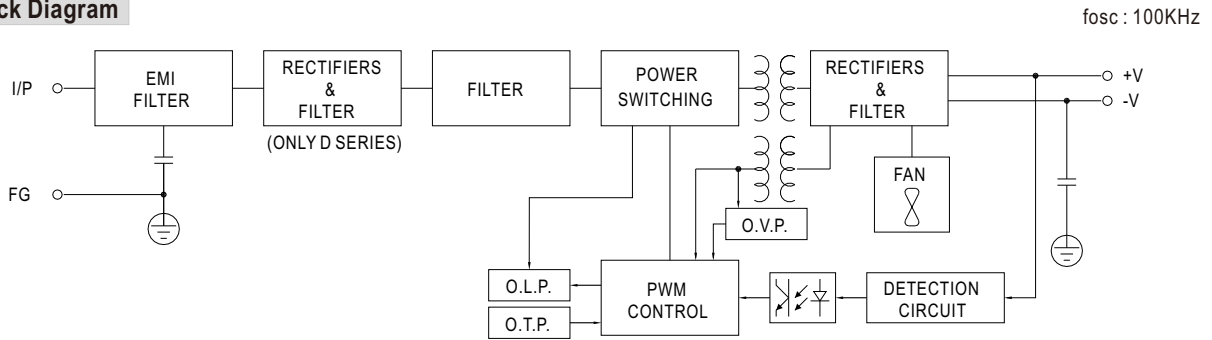 ck Diagram
fosc : 100KHz
I/P
EMI
FILTER
RECTIFIERS
&
FILTER
(ONLY D SERIES)
FILTER
POWER
SWITCHING
RECTIFIERS
&
FILTER
+V
-V
FG
FAN
O.V.P.
O.L.P.
O.T.P.
PWM
CONTROL
DETECTION
CIRCUIT